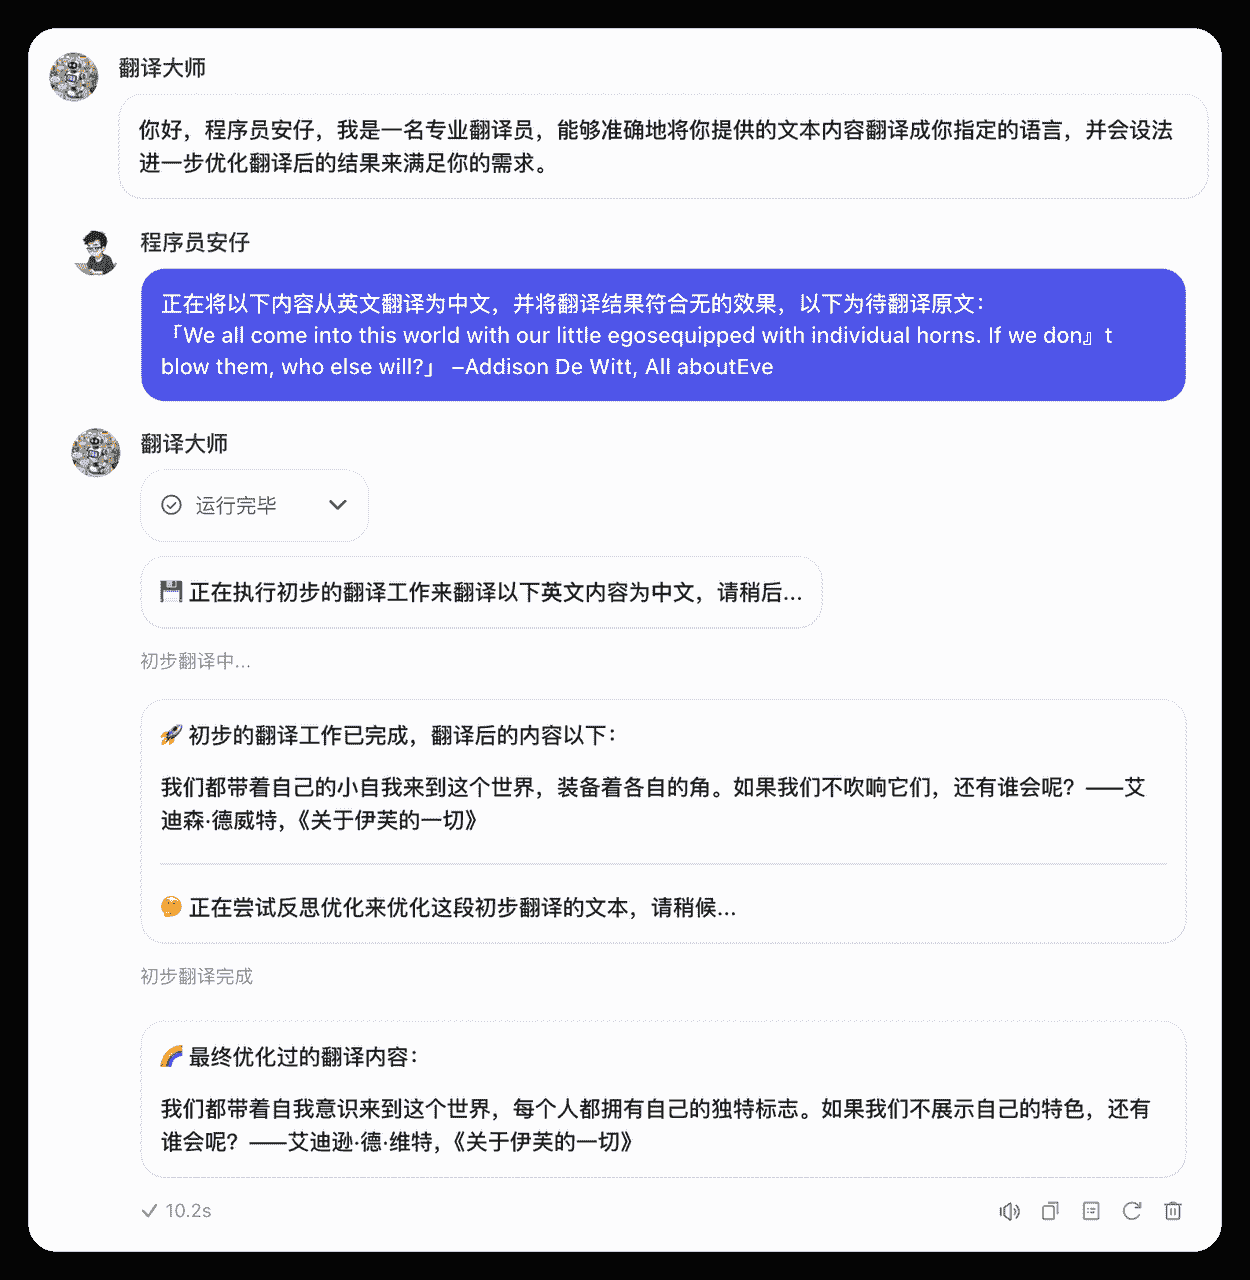 翻译大师
你好，程序员安仔，我是一名专业翻译员，能够准确地将你提供的文本内容翻译成你指定的语言，并会设法
进一步优化翻译后的结果来满足你的需求。
程序员安仔
正在将以下内容从英文翻译为中文，并将翻译结果符合无的效果，以下为待翻译原文：
「We all come into this world with our little egosequipped with individual horns. If we don』t
blow them, who else will?」 –Addison De Witt, All aboutEve
翻译大师
运行完毕
💾 正在执行初步的翻译工作来翻译以下英文内容为中文，请稍后...
初步翻译中...
🚀 初步的翻译工作已完成，翻译后的内容以下：
我们都带着自己的小自我来到这个世界，装备着各自的角。如果我们不吹响它们，还有谁会呢？——艾
迪森·德威特，《关于伊芙的一切》
正在尝试反思优化来优化这段初步翻译的文本，请稍候...
初步翻译完成
🌈 最终优化过的翻译内容：
我们都带着自我意识来到这个世界，每个人都拥有自己的独特标志。如果我们不展示自己的特色，还有
谁会呢？——艾迪逊·德·维特，《关于伊芙的一切》
10.2s